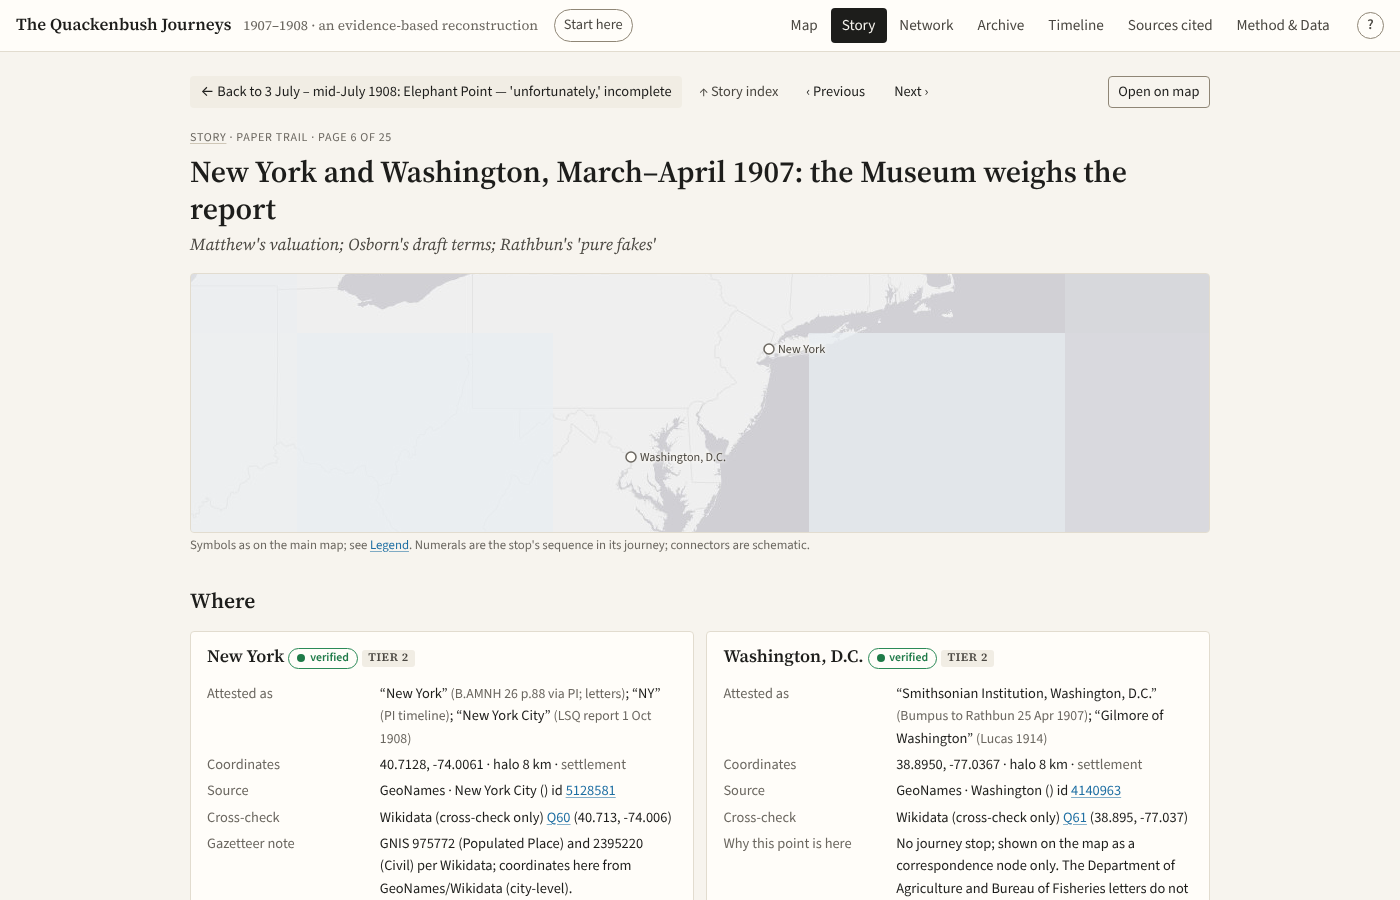 The Quackenbush Journeys 1907–1908 · an evidence-based reconstruction Start here Map Story Network Archive Timeline Sources cited Method & Data ?
← Back to 3 July – mid-July 1908: Elephant Point — 'unfortunately,' incomplete ↑ Story index ‹ Previous Next › Open on map
STORY · PAPER TRAIL · PAGE 6 OF 25
New York and Washington, March–April 1907: the Museum weighs the
report
Matthew's valuation; Osborn's draft terms; Rathbun's 'pure fakes'
New York
Washington, D.C.
Symbols as on the main map; see Legend. Numerals are the stop's sequence in its journey; connectors are schematic.
Where
New York verified TIER 2
Attested as “New York” (B.AMNH 26 p.88 via PI; letters); “NY”
(PI timeline); “New York City” (LSQ report 1 Oct
1908)
Coordinates 40.7128, -74.0061 · halo 8 km · settlement
Source GeoNames · New York City () id 5128581
Cross-check Wikidata (cross-check only) Q60 (40.713, -74.006)
Gazetteer note GNIS 975772 (Populated Place) and 2395220
(Civil) per Wikidata; coordinates here from
GeoNames/Wikidata (city-level).
Washington, D.C. verified TIER 2
Attested as “Smithsonian Institution, Washington, D.C.”
(Bumpus to Rathbun 25 Apr 1907); “Gilmore of
Washington” (Lucas 1914)
Coordinates 38.8950, -77.0367 · halo 8 km · settlement
Source GeoNames · Washington () id 4140963
Cross-check Wikidata (cross-check only) Q61 (38.895, -77.037)
Why this point is here No journey stop; shown on the map as a
correspondence node only. The Department of
Agriculture and Bureau of Fisheries letters do not